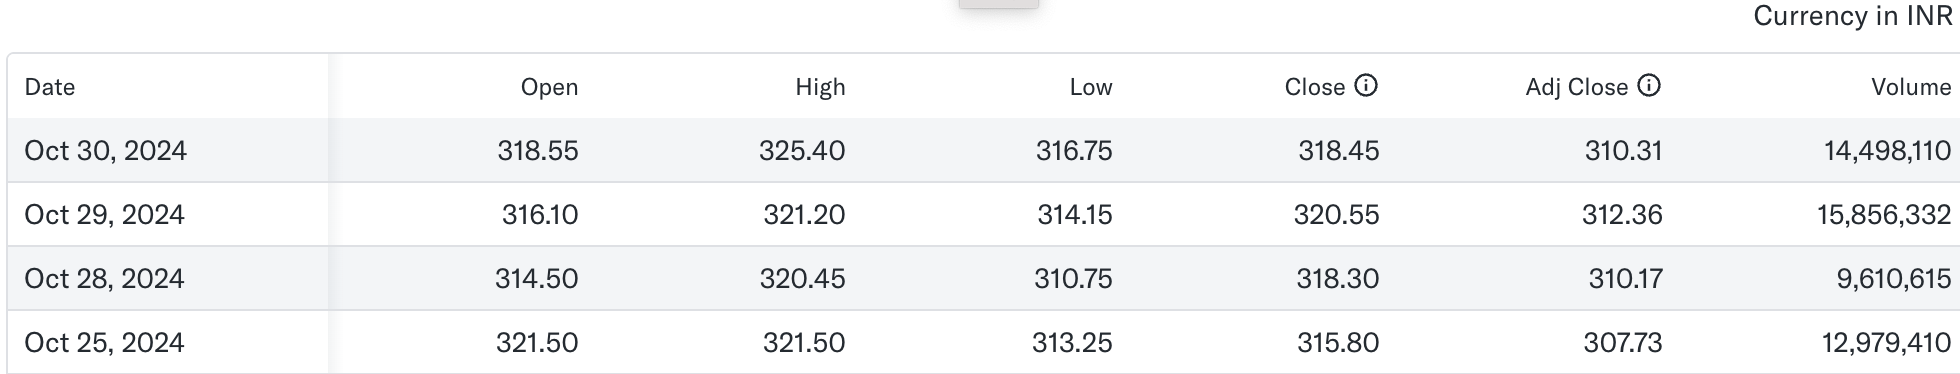 Currency in INR
Date Open High Low Close Adj Close Volume
Oct 30, 2024 318.55 325.40 316.75 318.45 310.31 14,498,110
Oct 29, 2024 316.10 321.20 314.15 320.55 312.36 15,856,332
Oct 28, 2024 314.50 320.45 310.75 318.30 310.17 9,610,615
Oct 25, 2024 321.50 321.50 313.25 315.80 307.73 12,979,410